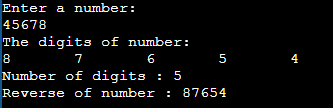 Enter a number:
45678
The digits of number:
8 7 6 5 4
Number of digits : 5
Reverse of number : 87654